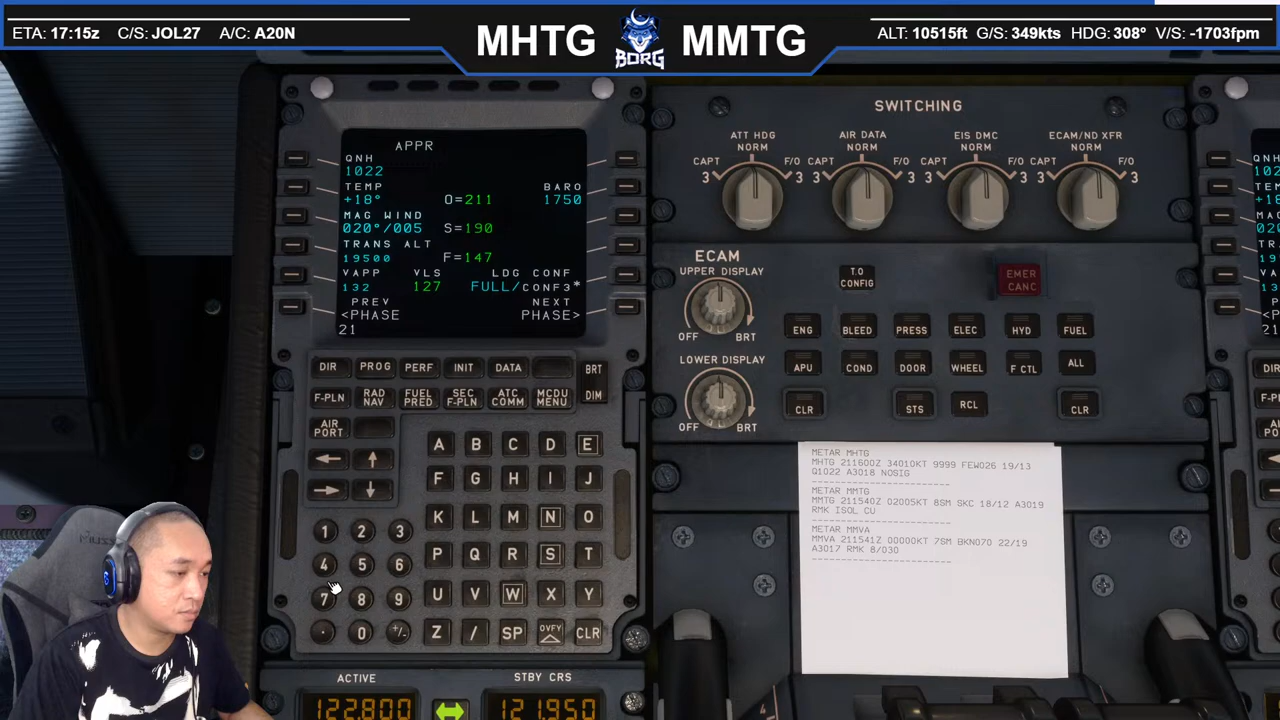 ETA: 17:15z C/S: JOL27 A/C: A20N
MHTG BORG MMTG
ALT: 10515ft G/S: 349kts HDG: 308° V/S: -1703fpm
APPR
QNH
1022
TEMP BARO
+18° O=211 1750
MAG WIND
020°/005 S=190
TRANS ALT
19500 F=147
VAPP VLS LDG CONF
132 127 FULL/CONF3*
PREV NEXT
<PHASE PHASE>
21
DIR PROG PERF INIT DATA BRT
F-PLN RAD NAV FUEL PRED SEC F-PLN ATC COMM MCDU MENU DIM
AIR PORT
A B C D E
F G H I J
K L M N O
1 2 3 P Q R S T
4 5 6
7 8 9 U V W X Y
. 0 +/- Z / SP OVFY CLR
ACTIVE STBY CRS
122.800 121.950
SWITCHING
ATT HDG AIR DATA EIS DMC ECAM/ND XFR
NORM NORM NORM NORM
CAPT F/O CAPT F/O CAPT F/O CAPT F/O
3 3 3 3 3 3 3 3
ECAM
UPPER DISPLAY
OFF BRT
LOWER DISPLAY
OFF BRT
T.O CONFIG
EMER CANC
ENG BLEED PRESS ELEC HYD FUEL
APU COND DOOR WHEEL F CTL ALL
CLR STS RCL CLR
METAR MHTG
MHTG 211600Z 34010KT 9999 FEW026 19/13
Q1022 A3018 NOSIG
METAR MMTG
MMTG 211540Z 02005KT 8SM SKC 18/12 A3019
RMK ISOL CU
METAR MMVA
MMVA 211541Z 00000KT 7SM BKN070 22/19
A3017 RMK 8/030
4